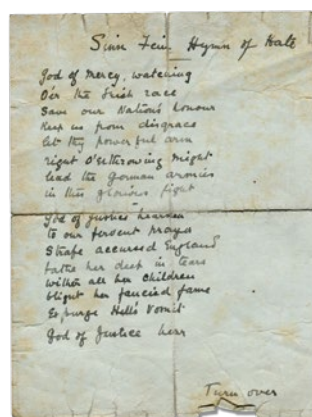 Sinn Fein Hymn of Hate
God of Mercy, watching
O'er the Irish race
Save our Nation's honour
Keep us from disgrace
let thy powerful arm
right O'erthrowing might
lead the German armies
in this glorious fight
God of Justice hearken
to our fervent prayer
Strafe accursed England
bathe her deep in tears
Wither all her children
blight her fancied fame
Expurge Hell's Vomit
God of Justice hear
Turn over